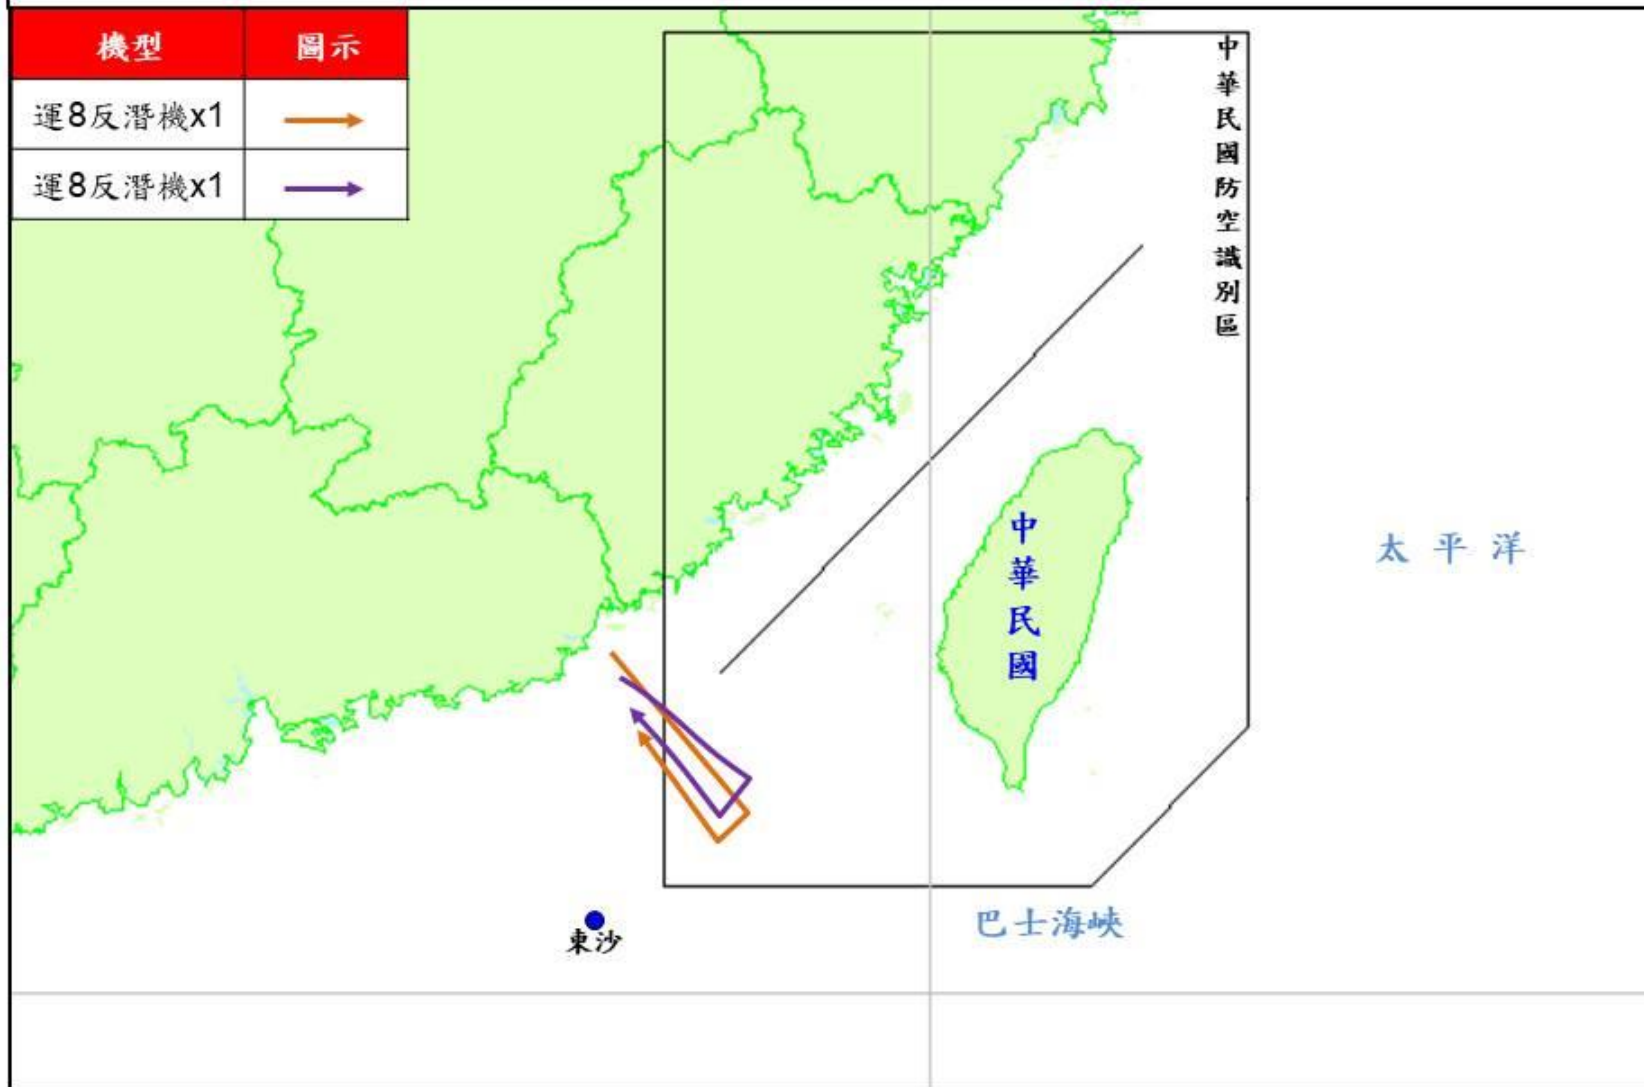 機型 圖示
運8反潛機x1
運8反潛機x1
中華民國防空識別區
中華民國
太平洋
巴士海峽
東沙